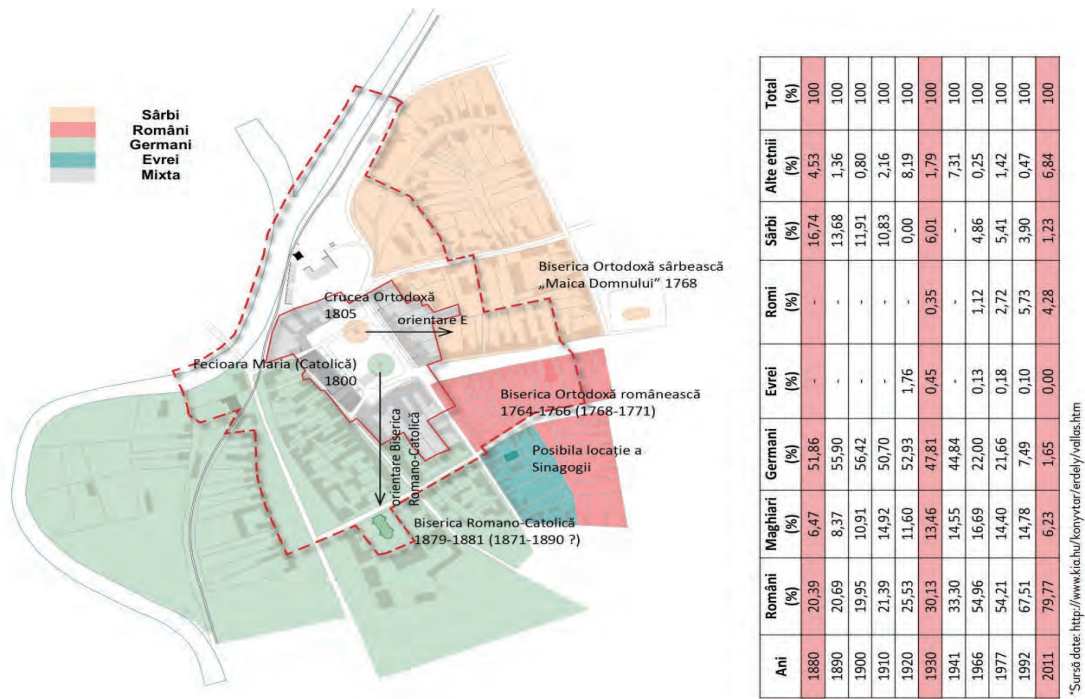 Sârbi
Români
Germani
Evrei
Mixta
Biserica Ortodoxă sârbească
„Maica Domnului” 1768
Crucea Ortodoxă
1805
orientare E
Fecioara Maria (Catolică)
1800
Biserica Ortodoxă românească
1764-1766 (1768-1771)
orientare Biserica
Romano-Catolică
Posibila locație a
Sinagogii
Biserica Romano-Catolică
1879-1881 (1871-1890 ?)
Ani Români (%) Maghiari (%) Germani (%) Evrei (%) Romi (%) Sârbi (%) Alte etnii (%) Total (%)
1880 20,39 6,47 51,86 - - 16,74 4,53 100
1890 20,69 8,37 55,90 - - 13,68 1,36 100
1900 19,95 10,91 56,42 - - 11,91 0,80 100
1910 21,39 14,92 50,70 - - 10,83 2,16 100
1920 25,53 11,60 52,93 1,76 - 0,00 8,19 100
1930 30,13 13,46 47,81 0,45 0,35 6,01 1,79 100
1941 33,30 14,55 44,84 - - - 7,31 100
1966 54,96 16,69 22,00 0,13 1,12 4,86 0,25 100
1977 54,21 14,40 21,66 0,18 2,72 5,41 1,42 100
1992 67,51 14,78 7,49 0,10 5,73 3,90 0,47 100
2011 79,77 6,23 1,65 0,00 4,28 1,23 6,84 100
*Sursă date: http://www.kia.hu/konyvtar/erdely/vallas.htm